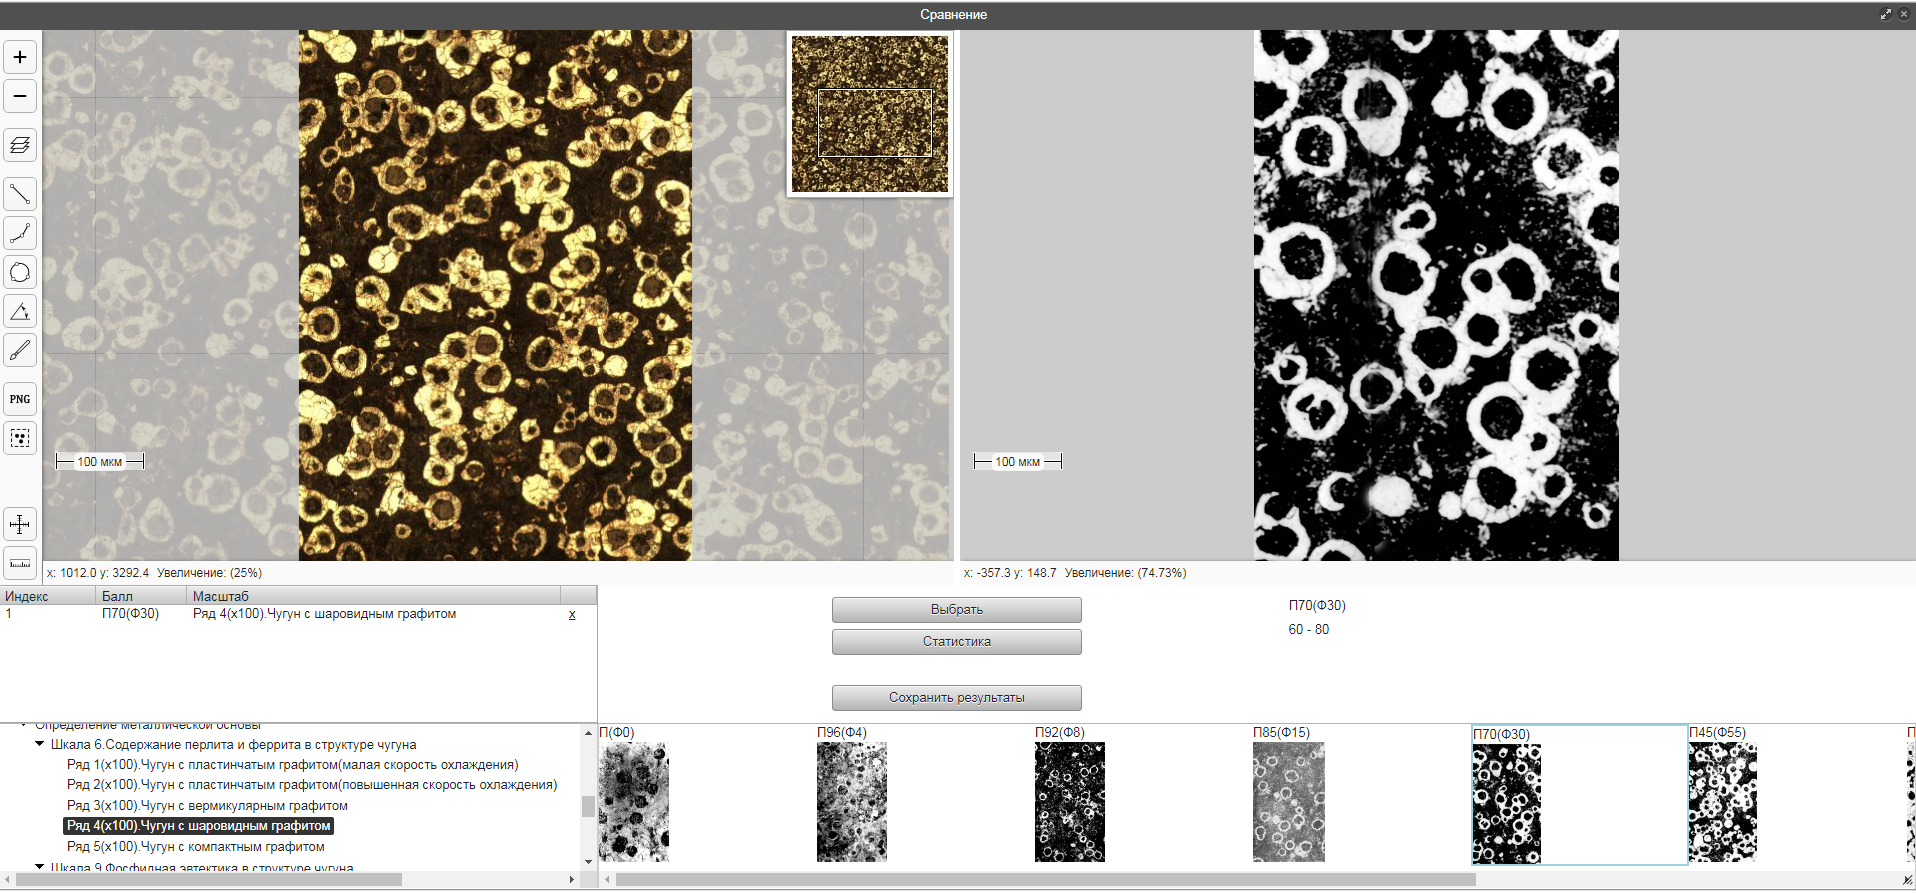 Сравнение
PNG
100 мкм
100 мкм
x: 1012.0 y: 3292.4 Увеличение: (25%)
x: -357.3 y: 148.7 Увеличение: (74.73%)
Индекс Балл Масштаб
1 П70(Ф30) Ряд 4(x100).Чугун с шаровидным графитом x
Выбрать
Статистика
Сохранить результаты
П70(Ф30)
60 - 80
Определение металлической основы
Шкала 6.Содержание перлита и феррита в структуре чугуна
Ряд 1(x100).Чугун с пластинчатым графитом(малая скорость охлаждения)
Ряд 2(x100).Чугун с пластинчатым графитом(повышенная скорость охлаждения)
Ряд 3(x100).Чугун с вермикулярным графитом
Ряд 4(x100).Чугун с шаровидным графитом
Ряд 5(x100).Чугун с компактным графитом
Шкала 9.Фосфидная эвтектика в структуре чугуна
П(Ф0) П96(Ф4) П92(Ф8) П85(Ф15) П70(Ф30) П45(Ф55)